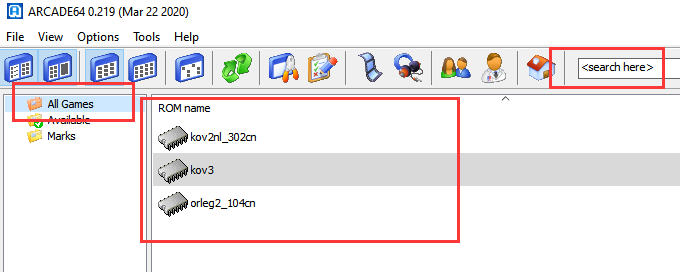 ARCADE64 0.219 (Mar 22 2020)
File View Options Tools Help
<search here>
All Games
Available
Marks
ROM name
kov2nl_302cn
kov3
orleg2_104cn